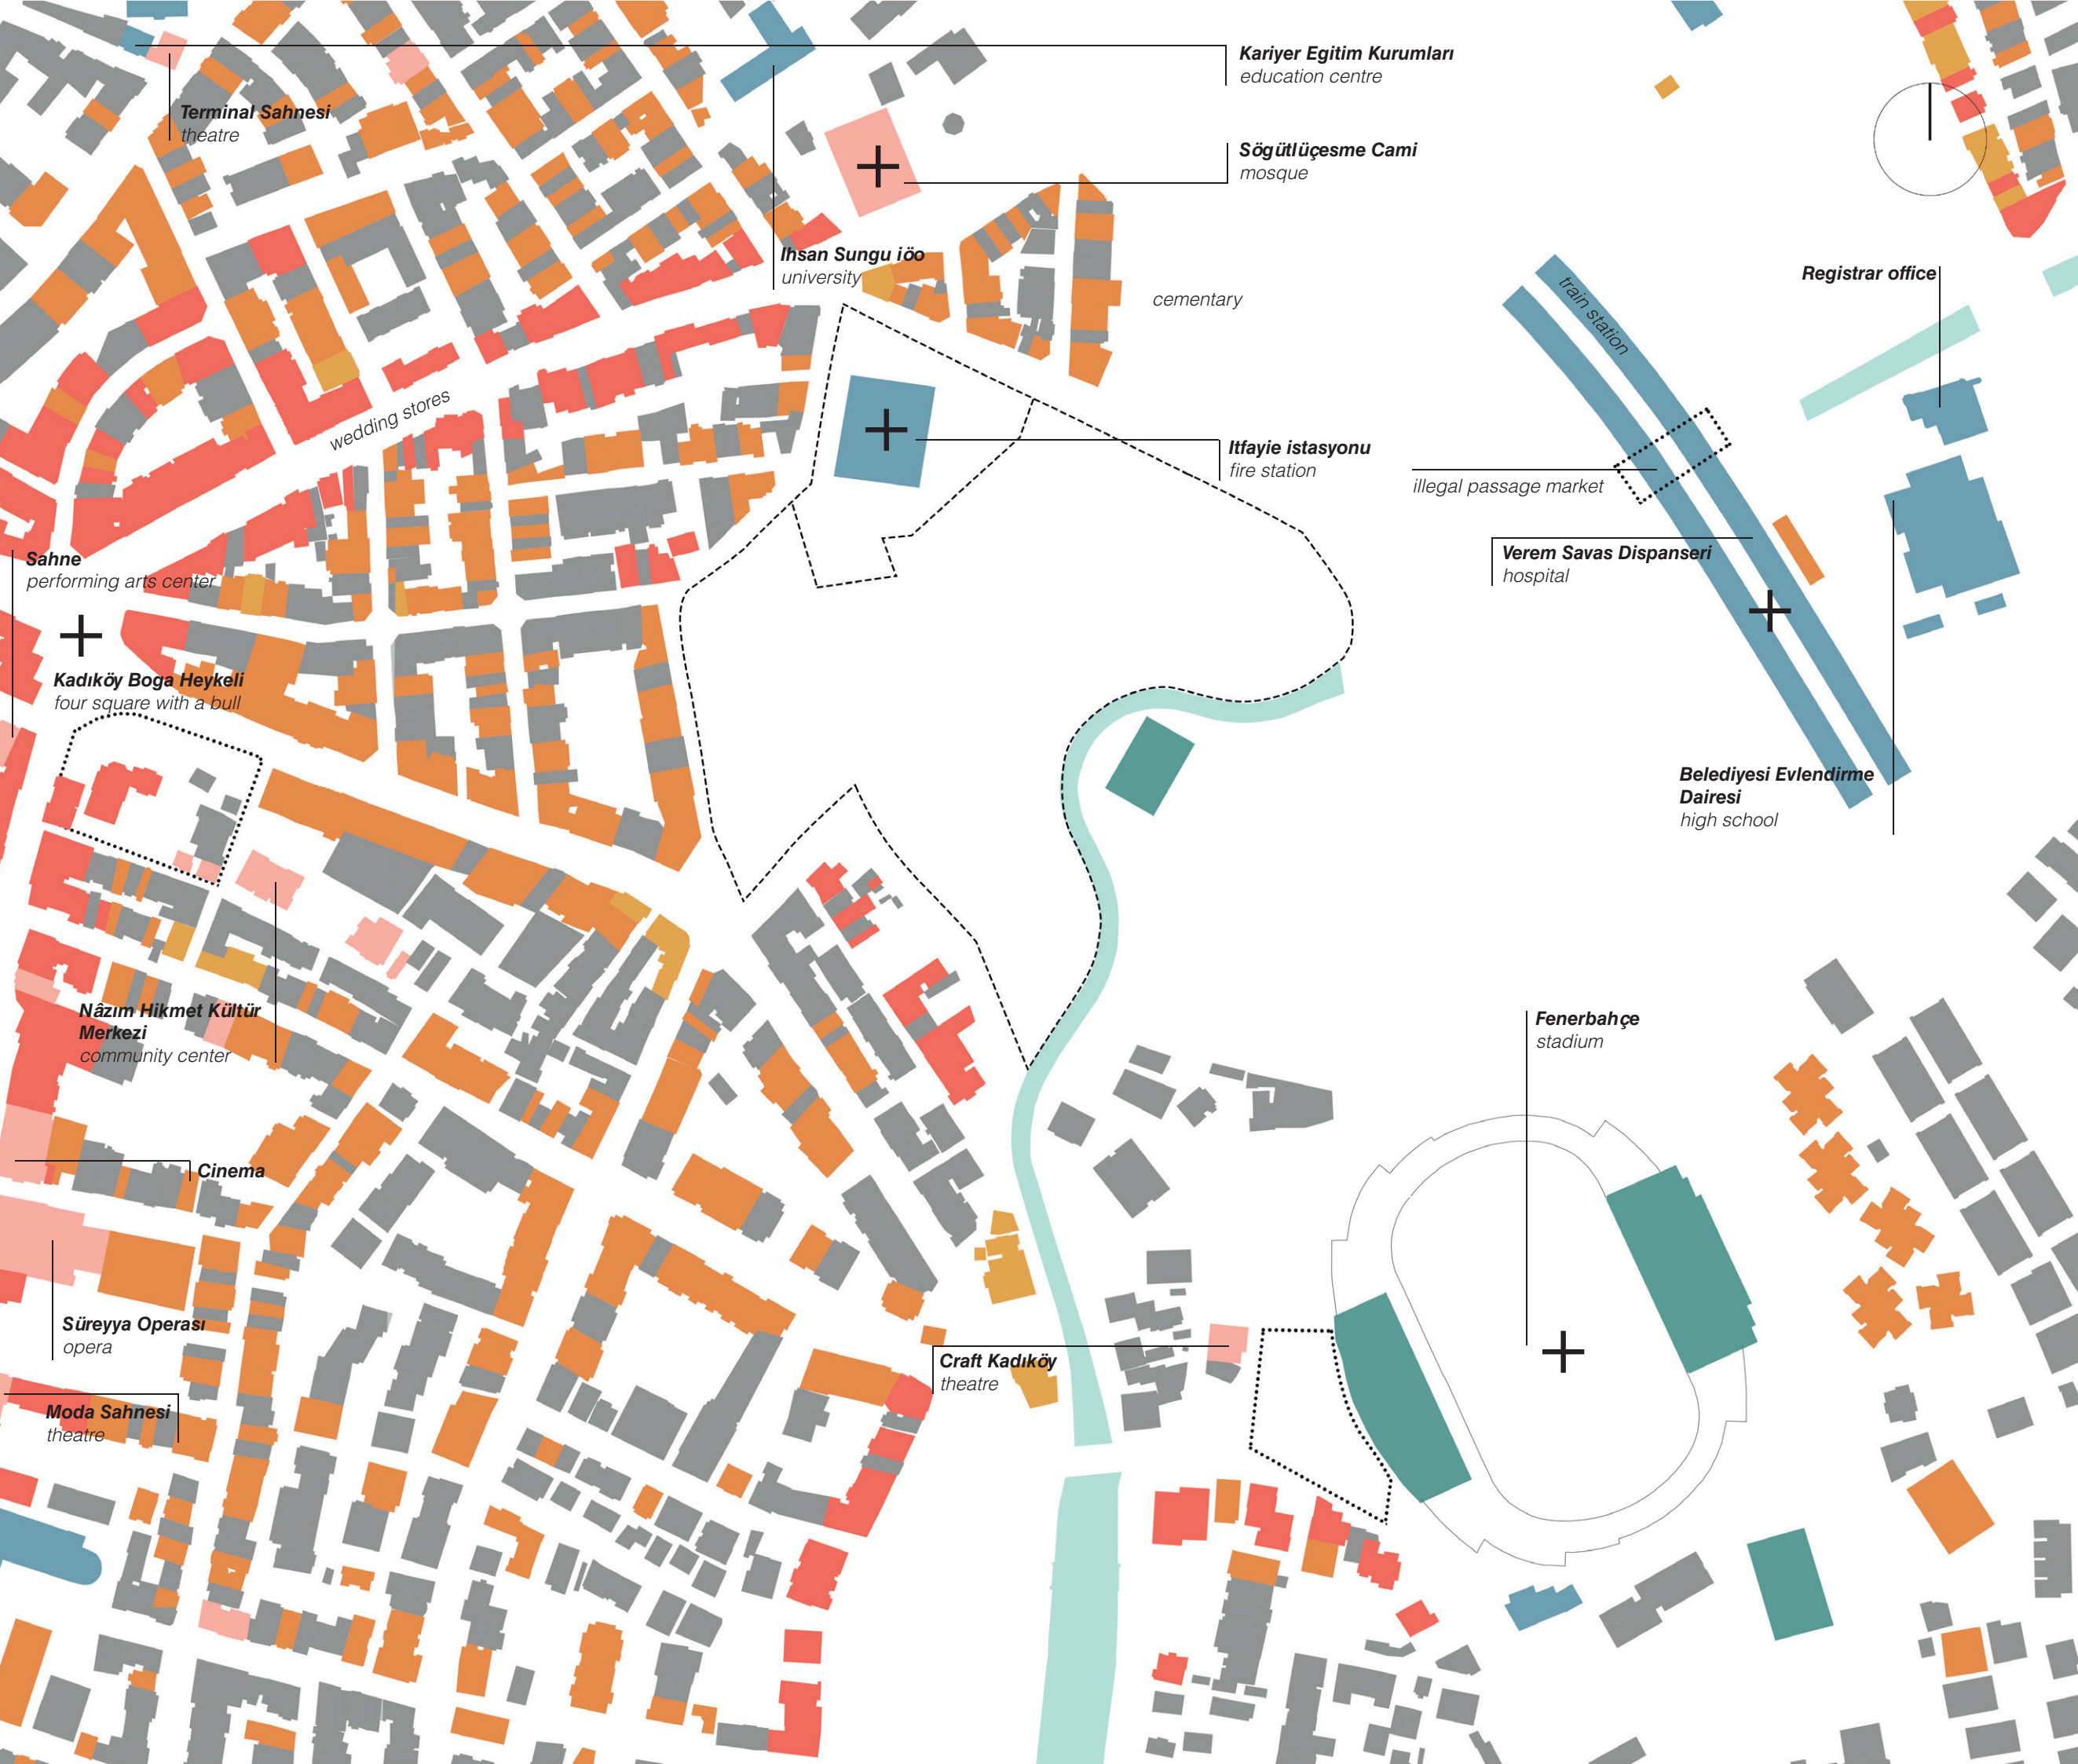 Kariyer Egitim Kurumları
education centre
Terminal Sahnesi
theatre
Sögütlüçesme Cami
mosque
Ihsan Sungu iöo
university
cementary
train station
Registrar office
wedding stores
Itfayie istasyonu
fire station
illegal passage market
Verem Savas Dispanseri
hospital
Sahne
performing arts center
Kadıköy Boga Heykeli
four square with a bull
Belediyesi Evlendirme
Dairesi
high school
Nâzım Hikmet Kültür
Merkezi
community center
Fenerbahçe
stadium
Cinema
Süreyya Operası
opera
Craft Kadıköy
theatre
Moda Sahnesi
theatre